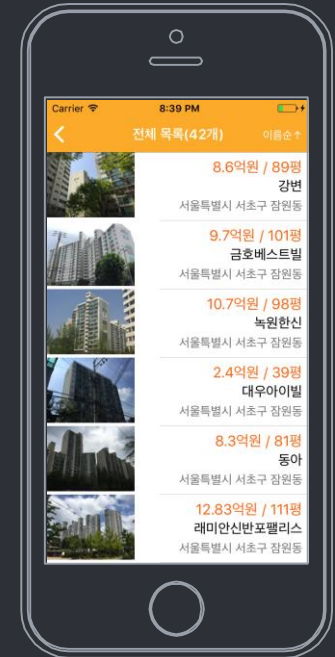 Carrier 8:39 PM
전체 목록(42개) 이름순↑
8.6억원 / 89평
강변
서울특별시 서초구 잠원동
9.7억원 / 101평
금호베스트빌
서울특별시 서초구 잠원동
10.7억원 / 98평
녹원한신
서울특별시 서초구 잠원동
2.4억원 / 39평
대우아이빌
서울특별시 서초구 잠원동
8.3억원 / 81평
동아
서울특별시 서초구 잠원동
12.83억원 / 111평
래미안신반포팰리스
서울특별시 서초구 잠원동